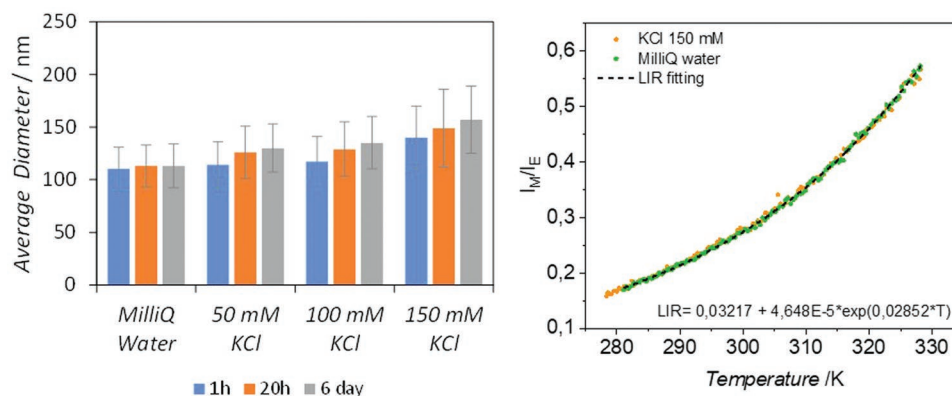 250
200
150
100
50
0
Average Diameter / nm
MilliQ Water
50 mM KCl
100 mM KCl
150 mM KCl
1h 20h 6 day
KCl 150 mM
MilliQ water
LIR fitting
0,6
0,5
0,4
0,3
0,2
0,1
I_M/I_E
LIR= 0,03217 + 4,648E-5*exp(0,02852*T)
280 290 300 310 320 330
Temperature /K